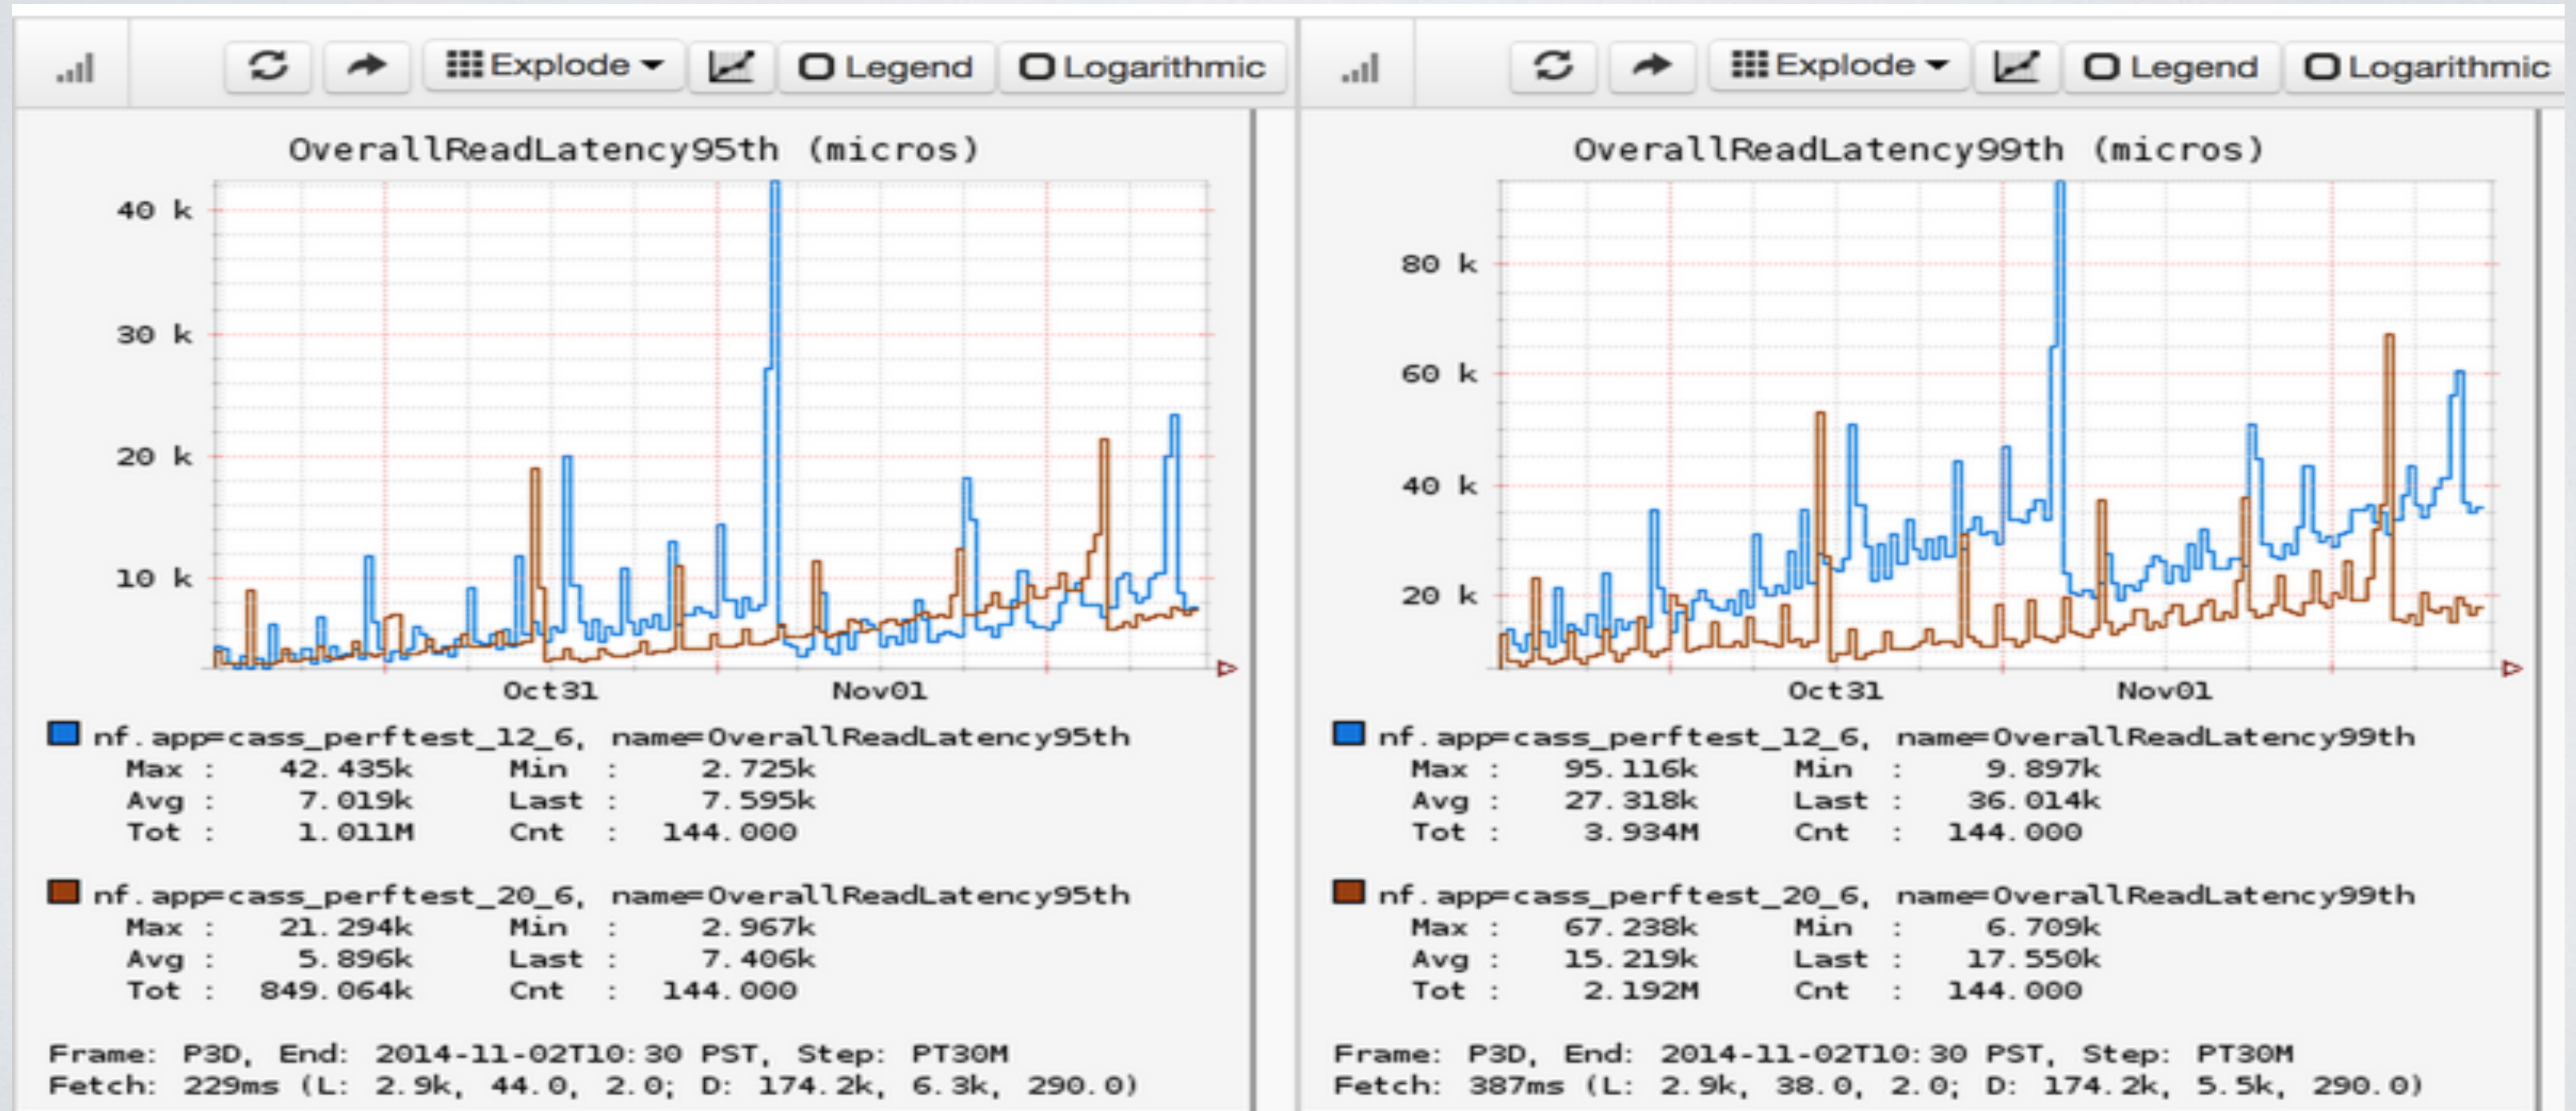 Explode
Legend
Logarithmic
OverallReadLatency95th (micros)
40 k
30 k
20 k
10 k
Oct31
Nov01
nf.app=cass_perftest_12_6, name=OverallReadLatency95th
Max : 42.435k Min : 2.725k
Avg : 7.019k Last : 7.595k
Tot : 1.011M Cnt : 144.000
nf.app=cass_perftest_20_6, name=OverallReadLatency95th
Max : 21.294k Min : 2.967k
Avg : 5.896k Last : 7.406k
Tot : 849.064k Cnt : 144.000
Frame: P3D, End: 2014-11-02T10:30 PST, Step: PT30M
Fetch: 229ms (L: 2.9k, 44.0, 2.0; D: 174.2k, 6.3k, 290.0)
Explode
Legend
Logarithmic
OverallReadLatency99th (micros)
80 k
60 k
40 k
20 k
Oct31
Nov01
nf.app=cass_perftest_12_6, name=OverallReadLatency99th
Max : 95.116k Min : 9.897k
Avg : 27.318k Last : 36.014k
Tot : 3.934M Cnt : 144.000
nf.app=cass_perftest_20_6, name=OverallReadLatency99th
Max : 67.238k Min : 6.709k
Avg : 15.219k Last : 17.550k
Tot : 2.192M Cnt : 144.000
Frame: P3D, End: 2014-11-02T10:30 PST, Step: PT30M
Fetch: 387ms (L: 2.9k, 38.0, 2.0; D: 174.2k, 5.5k, 290.0)